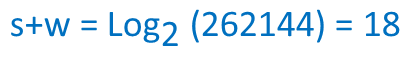 s+w = Log₂ (262144) = 18